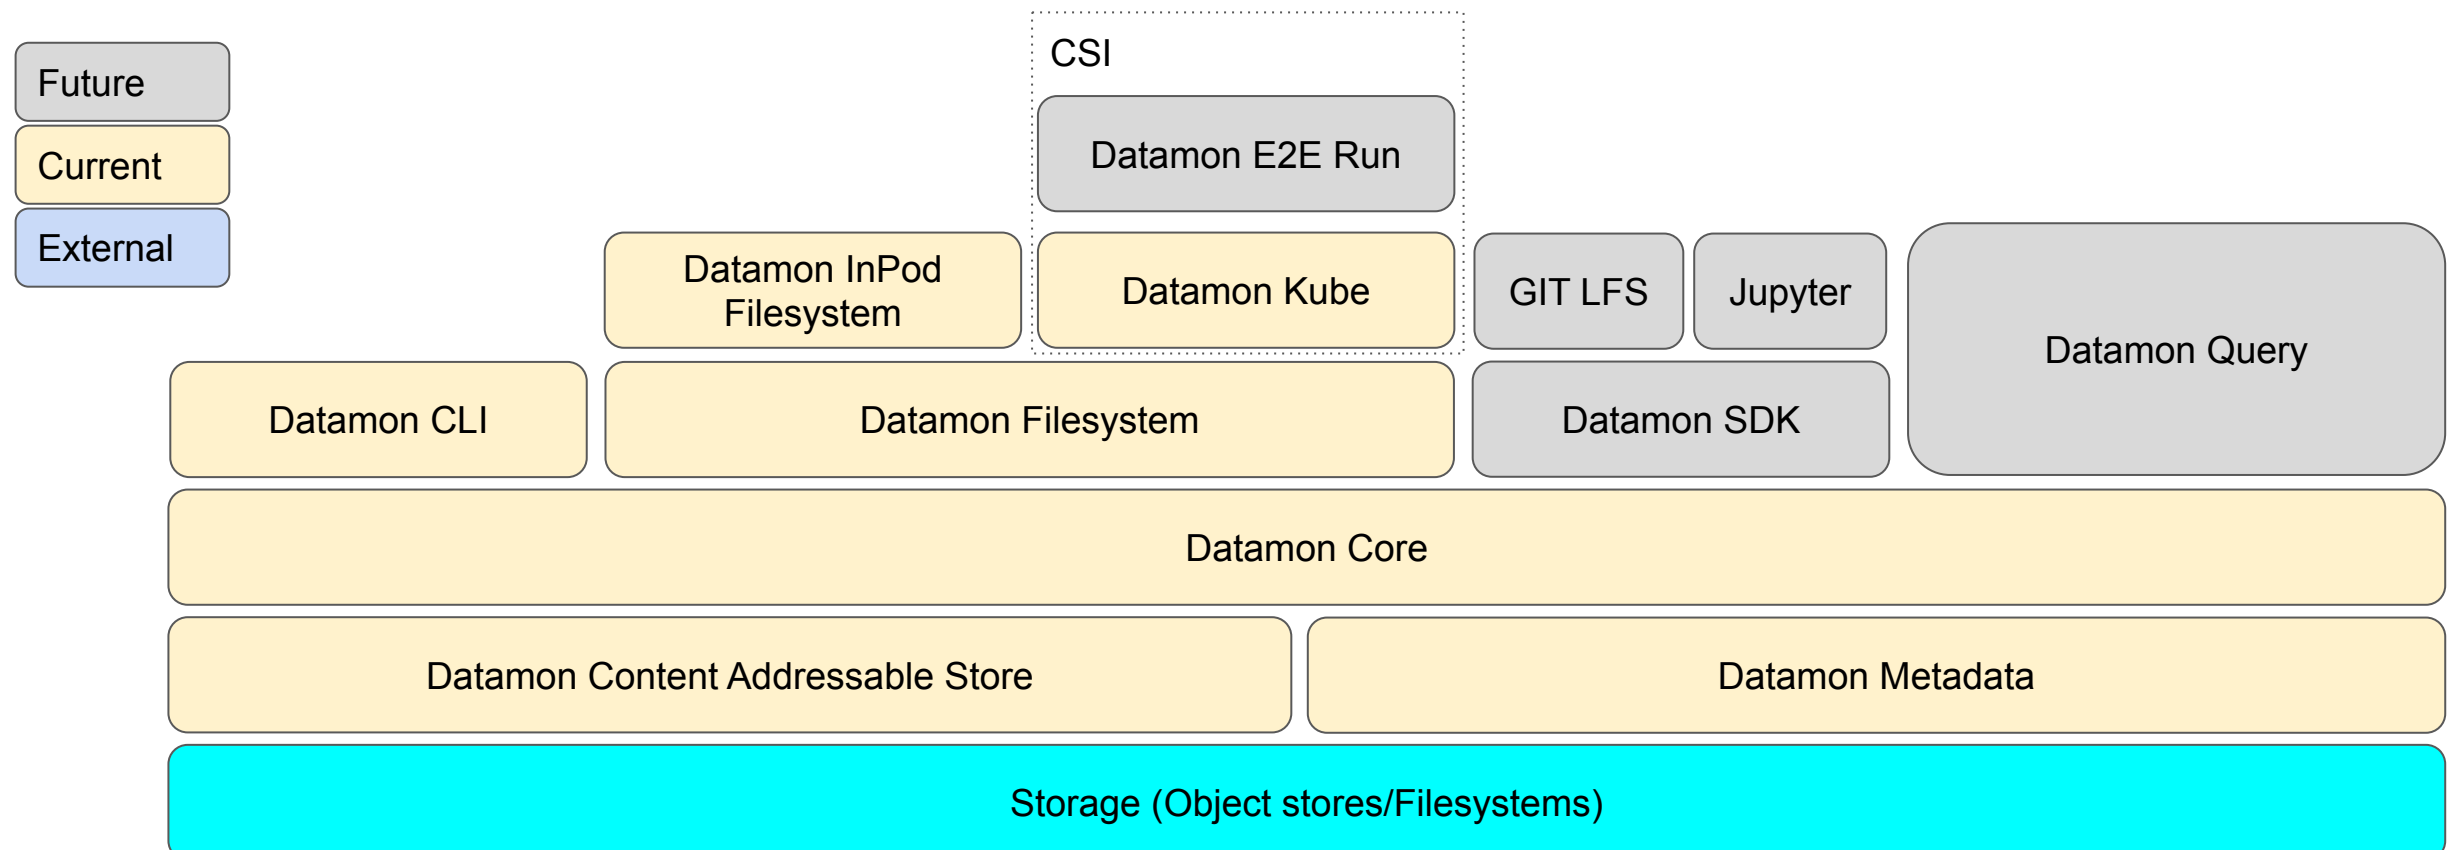 CSI
Future
Current
External
Datamon E2E Run
Datamon InPod
Filesystem
Datamon Kube
GIT LFS
Jupyter
Datamon Query
Datamon CLI
Datamon Filesystem
Datamon SDK
Datamon Core
Datamon Content Addressable Store
Datamon Metadata
Storage (Object stores/Filesystems)